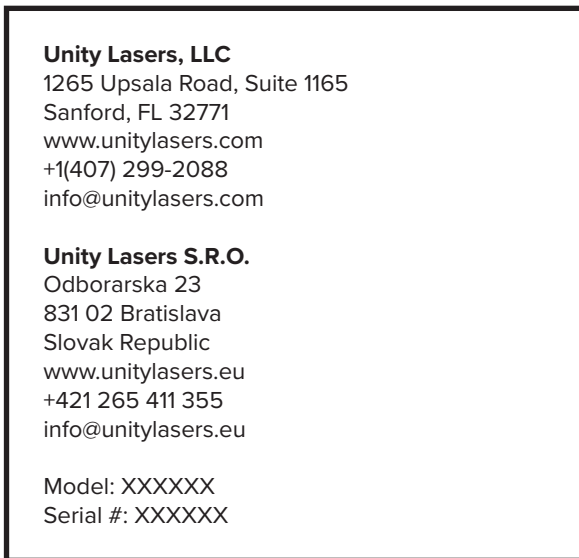 Unity Lasers, LLC
1265 Upsala Road, Suite 1165
Sanford, FL 32771
www.unitylasers.com
+1(407) 299-2088
info@unitylasers.com
Unity Lasers S.R.O.
Odborarska 23
831 02 Bratislava
Slovak Republic
www.unitylasers.eu
+421 265 411 355
info@unitylasers.eu
Model: XXXXXX
Serial #: XXXXXX